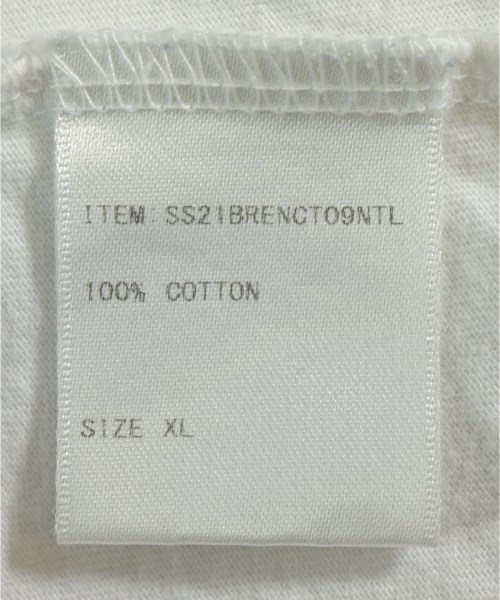 ITEM: SS21BRENCT09NTL
100% COTTON
SIZE XL